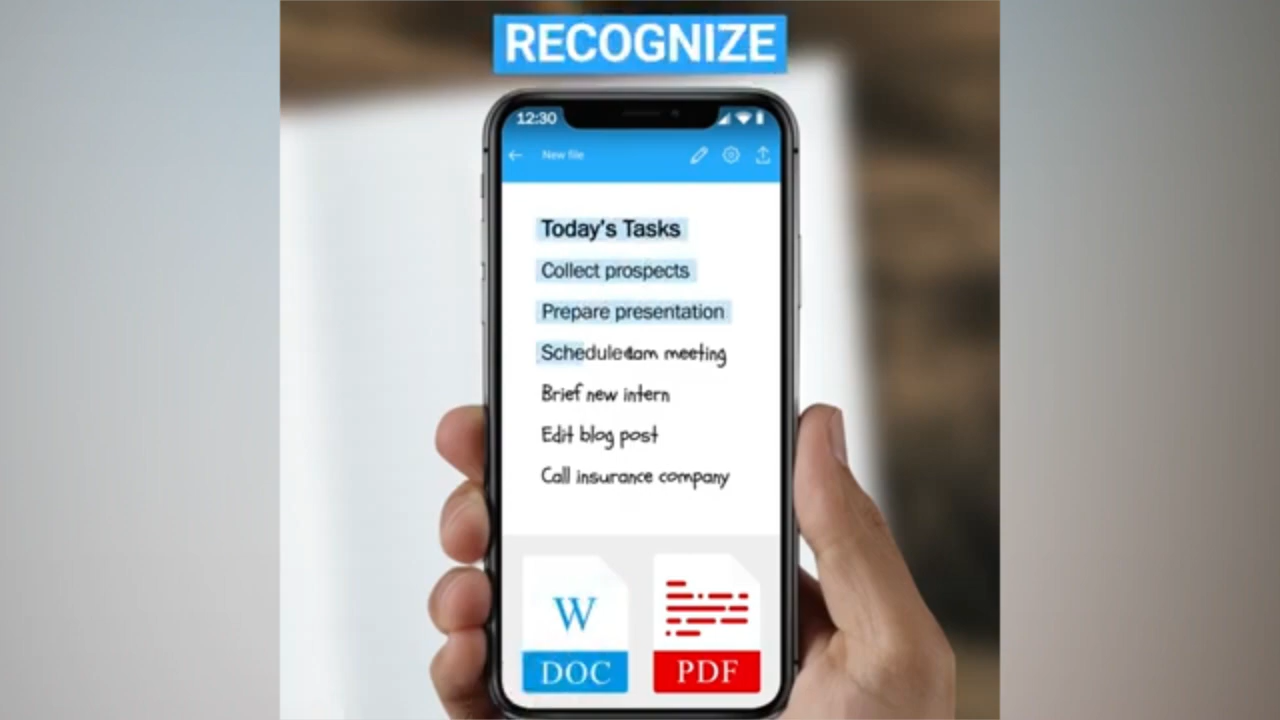 RECOGNIZE
12:30
New file
Today's Tasks
Collect prospects
Prepare presentation
Schedule meeting
Brief new intern
Edit blog post
Call insurance company
W
DOC
PDF